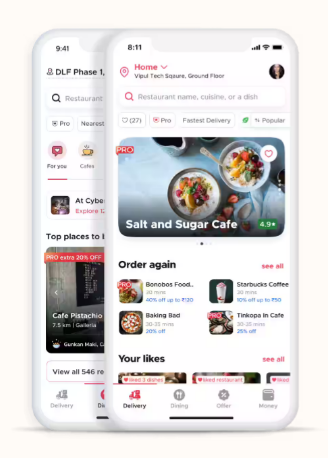 9:41
DLF Phase 1,
Restaurant
Pro
Nearest
For you
Cafes
At Cybe
Explore 12
Top places to b
PRO extra 20% OFF
Cafe Pistachio
7.5 km | Galleria
Gunkan Maki, C
View all 546 re
Delivery
8:11
Home
Vipul Tech Square, Ground Floor
Restaurant name, cuisine, or a dish
(27)
Pro
Fastest Delivery
Popular
PRO
Salt and Sugar Cafe
4.9★
Order again
see all
PRO
Bonobos Food..
30 mins
40% off up to ₹120
Starbucks Coffee
30 mins
10% off up to ₹50
Baking Bad
30-35 mins
20% off
PRO
Tinkopa In Cafe
30-35 mins
25% off
Your likes
see all
liked 3 dishes
liked restaurant
liked
Delivery
Dining
Offer
Money